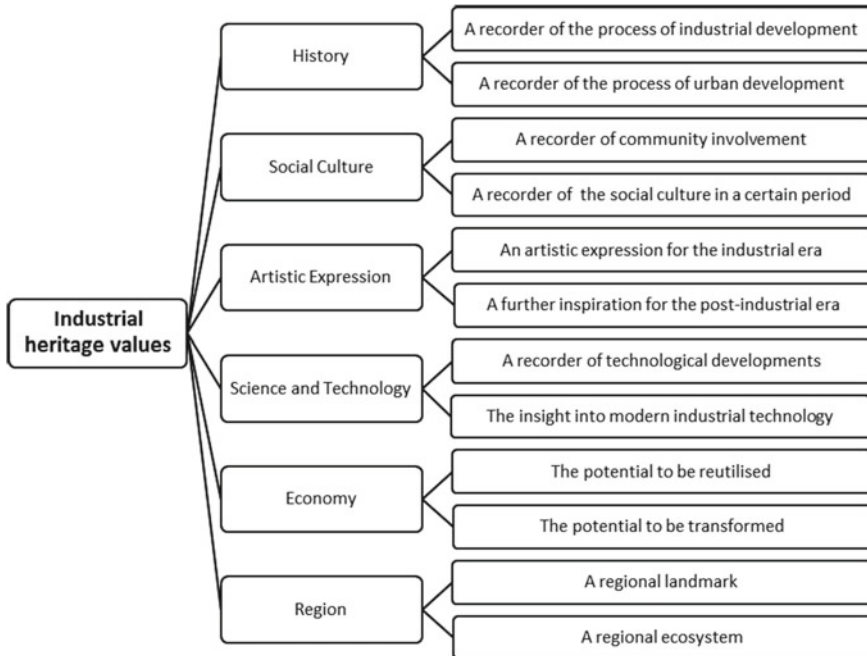 Industrial
heritage values
History
A recorder of the process of industrial development
A recorder of the process of urban development
Social Culture
A recorder of community involvement
A recorder of the social culture in a certain period
Artistic Expression
An artistic expression for the industrial era
A further inspiration for the post-industrial era
Science and Technology
A recorder of technological developments
The insight into modern industrial technology
Economy
The potential to be reutilised
The potential to be transformed
Region
A regional landmark
A regional ecosystem